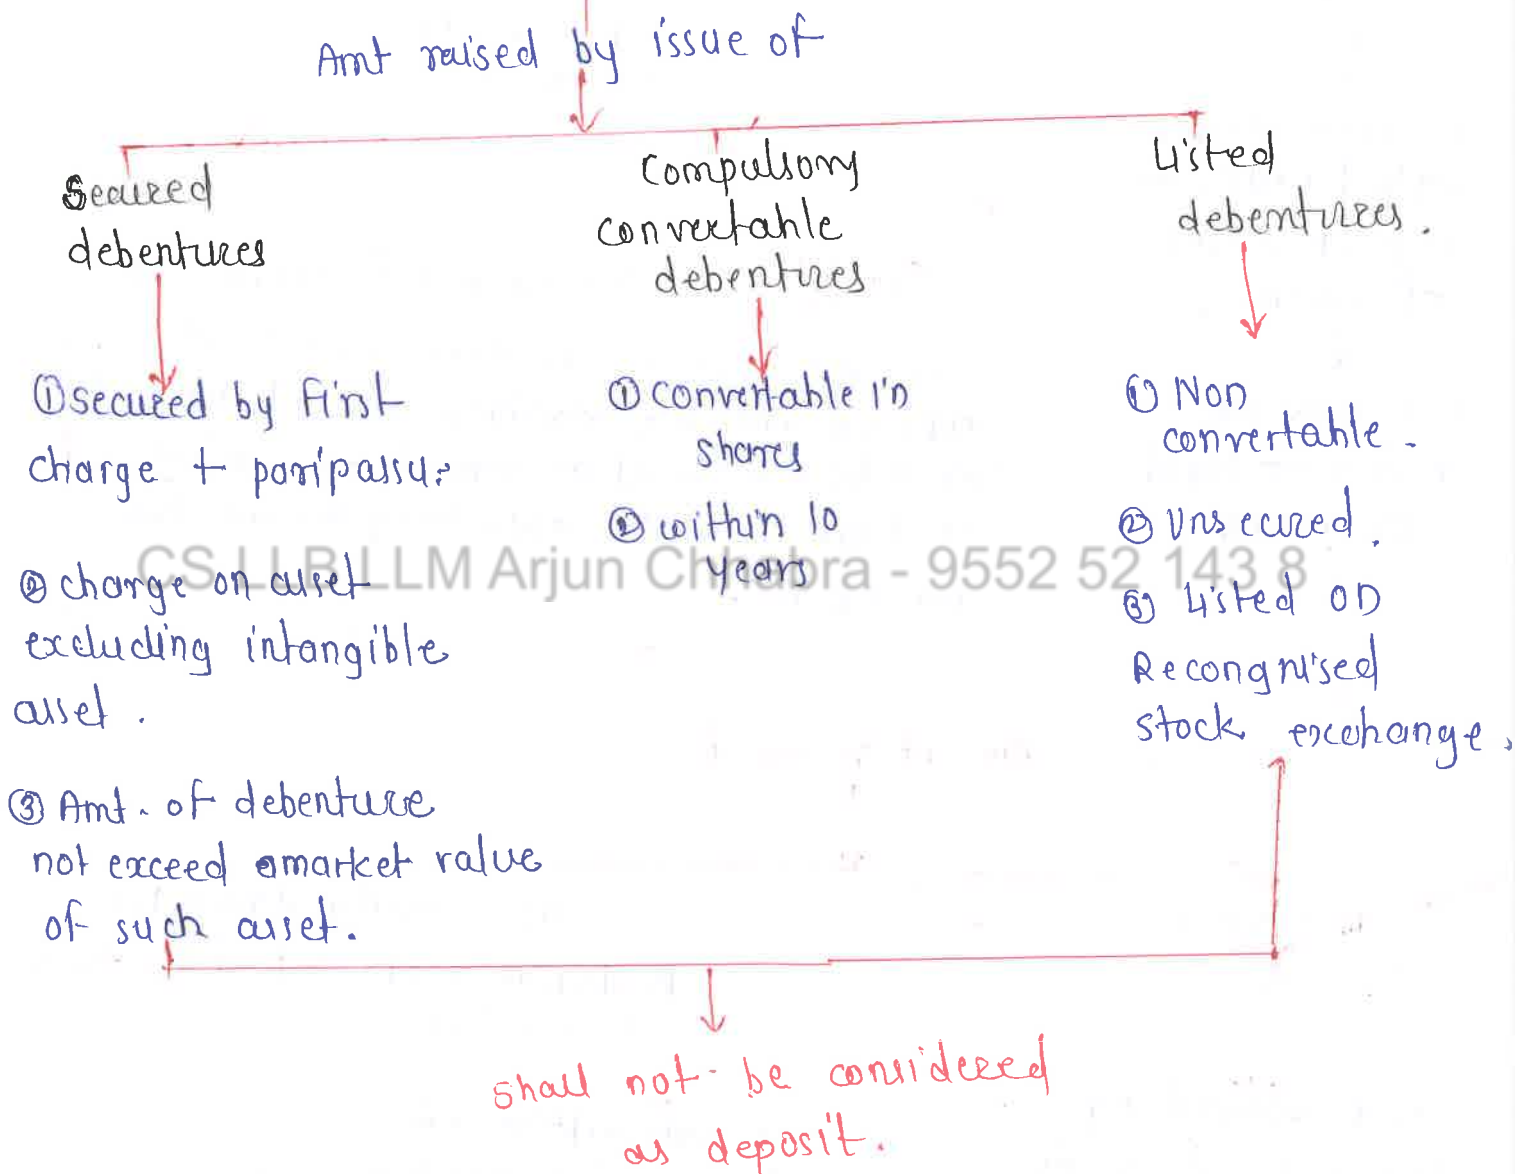 Amt raised by issue of
Secured
debentures
Compulsory
convertable
debentures
Listed
debentures.
① secured by first
charge + paripassu.
② charge on asset
excluding intangible
asset.
③ Amt. of debenture
not exceed market value
of such asset.
① convertable in
shares
② within 10
years
① Non
convertable.
② Unsecured.
③ Listed on
Recongnised
stock exchange.
CS LLB LLM Arjun Chhabra - 9552 52 143 8
shall not be considered
as deposit.